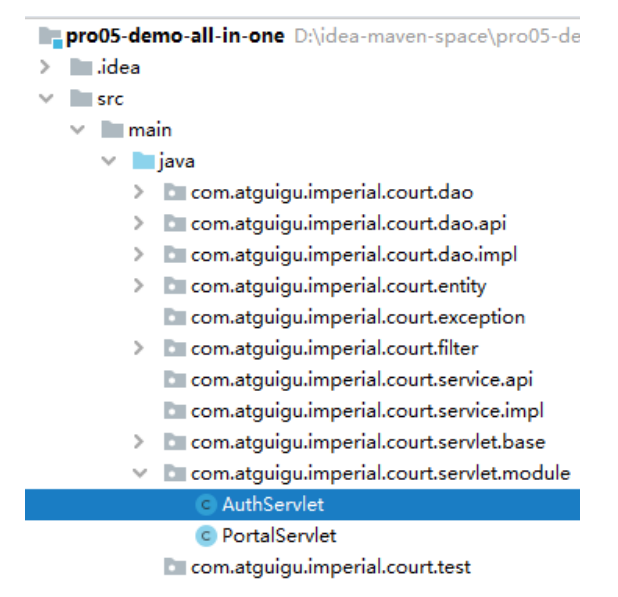 pro05-demo-all-in-one D:\idea-maven-space\pro05-de
.idea
src
main
java
com.atguigu.imperial.court.dao
com.atguigu.imperial.court.dao.api
com.atguigu.imperial.court.dao.impl
com.atguigu.imperial.court.entity
com.atguigu.imperial.court.exception
com.atguigu.imperial.court.filter
com.atguigu.imperial.court.service.api
com.atguigu.imperial.court.service.impl
com.atguigu.imperial.court.servlet.base
com.atguigu.imperial.court.servlet.module
C AuthServlet
C PortalServlet
com.atguigu.imperial.court.test